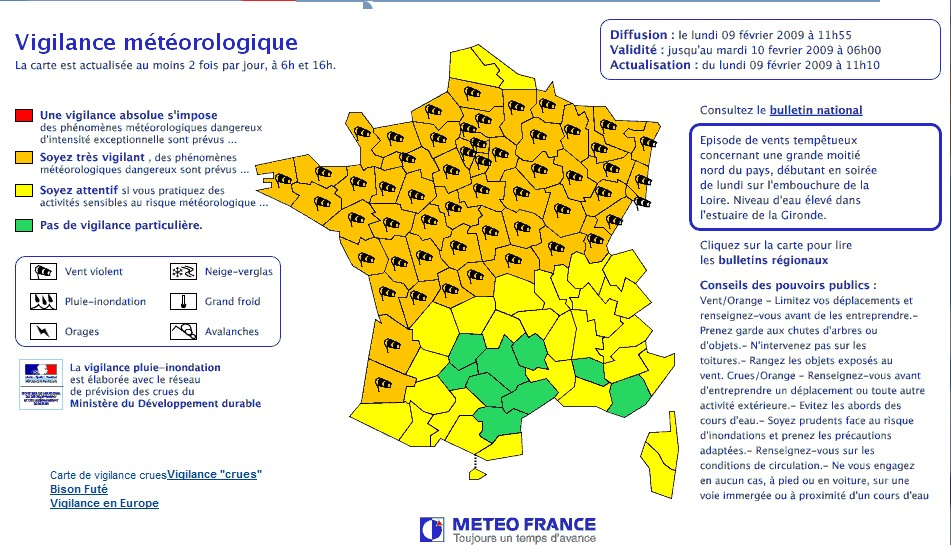 Vigilance météorologique
La carte est actualisée au moins 2 fois par jour, à 6h et 16h.
Diffusion : le lundi 09 février 2009 à 11h55
Validité : jusqu'au mardi 10 fevrier 2009 à 06h00
Actualisation : du lundi 09 février 2009 à 11h10
Une vigilance absolue s'impose
des phénomènes météorologiques dangereux
d'intensité exceptionnelle sont prévus ...
Soyez très vigilant , des phénomènes
météorologiques dangereux sont prévus ...
Soyez attentif si vous pratiquez des
activités sensibles au risque météorologique ...
Pas de vigilance particulière.
Vent violent
Neige-verglas
Pluie-inondation
Grand froid
Orages
Avalanches
La vigilance pluie-inondation
est élaborée avec le réseau
de prévision des crues du
Ministère du Développement durable
Carte de vigilance cruesVigilance "crues"
Bison Futé
Vigilance en Europe
Consultez le bulletin national
Episode de vents tempêtueux
concernant une grande moitié
nord du pays, débutant en soirée
de lundi sur l'embouchure de la
Loire. Niveau d'eau élevé dans
l'estuaire de la Gironde.
Cliquez sur la carte pour lire
les bulletins régionaux
Conseils des pouvoirs publics :
Vent/Orange - Limitez vos déplacements et
renseignez-vous avant de les entreprendre.-
Prenez garde aux chutes d'arbres ou
d'objets.- N'intervenez pas sur les
toitures.- Rangez les objets exposés au
vent. Crues/Orange - Renseignez-vous avant
d'entreprendre un déplacement ou toute autre
activité extérieure.- Evitez les abords des
cours d'eau.- Soyez prudents face au risque
d'inondations et prenez les précautions
adaptées.- Renseignez-vous sur les
conditions de circulation.- Ne vous engagez
en aucun cas, à pied ou en voiture, sur une
voie immergée ou à proximité d'un cours d'eau
METEO FRANCE
Toujours un temps d'avance